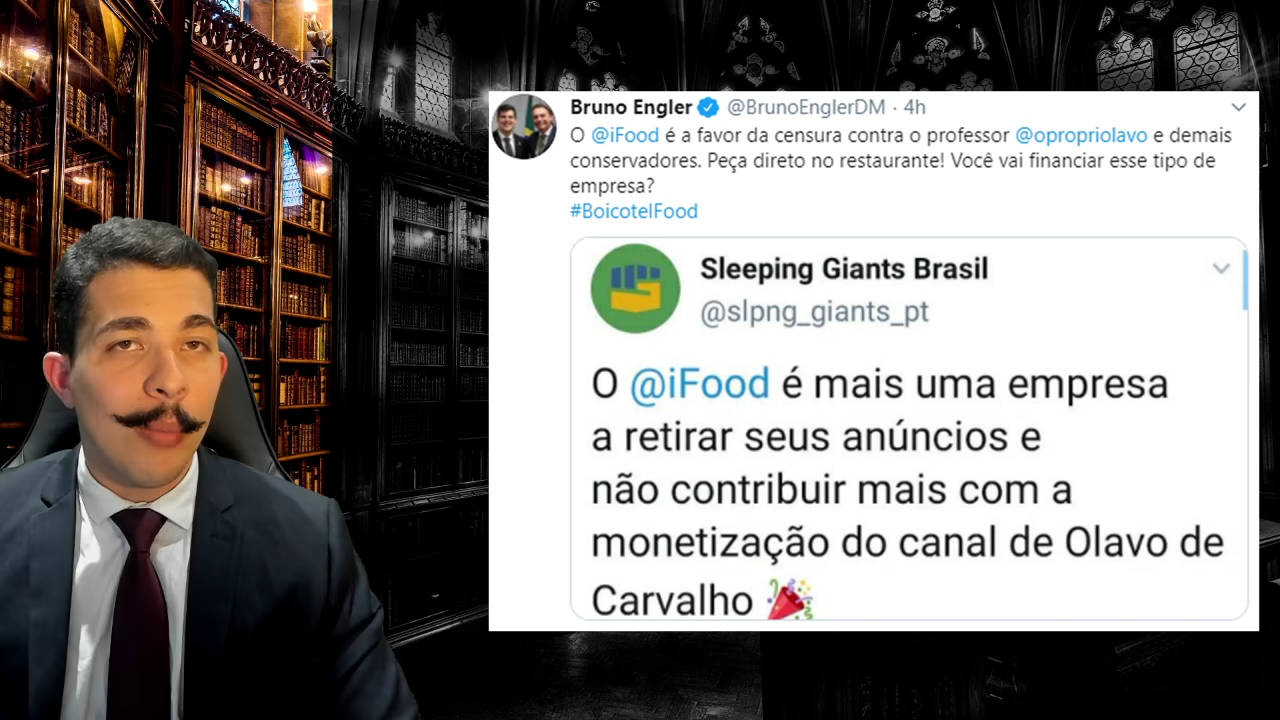 Bruno Engler @BrunoEnglerDM · 4h
O @iFood é a favor da censura contra o professor @opropriolavo e demais
conservadores. Peça direto no restaurante! Você vai financiar esse tipo de
empresa?
#BoicoteIFood
Sleeping Giants Brasil
@slpng_giants_pt
O @iFood é mais uma empresa
a retirar seus anúncios e
não contribuir mais com a
monetização do canal de Olavo de
Carvalho 🎉